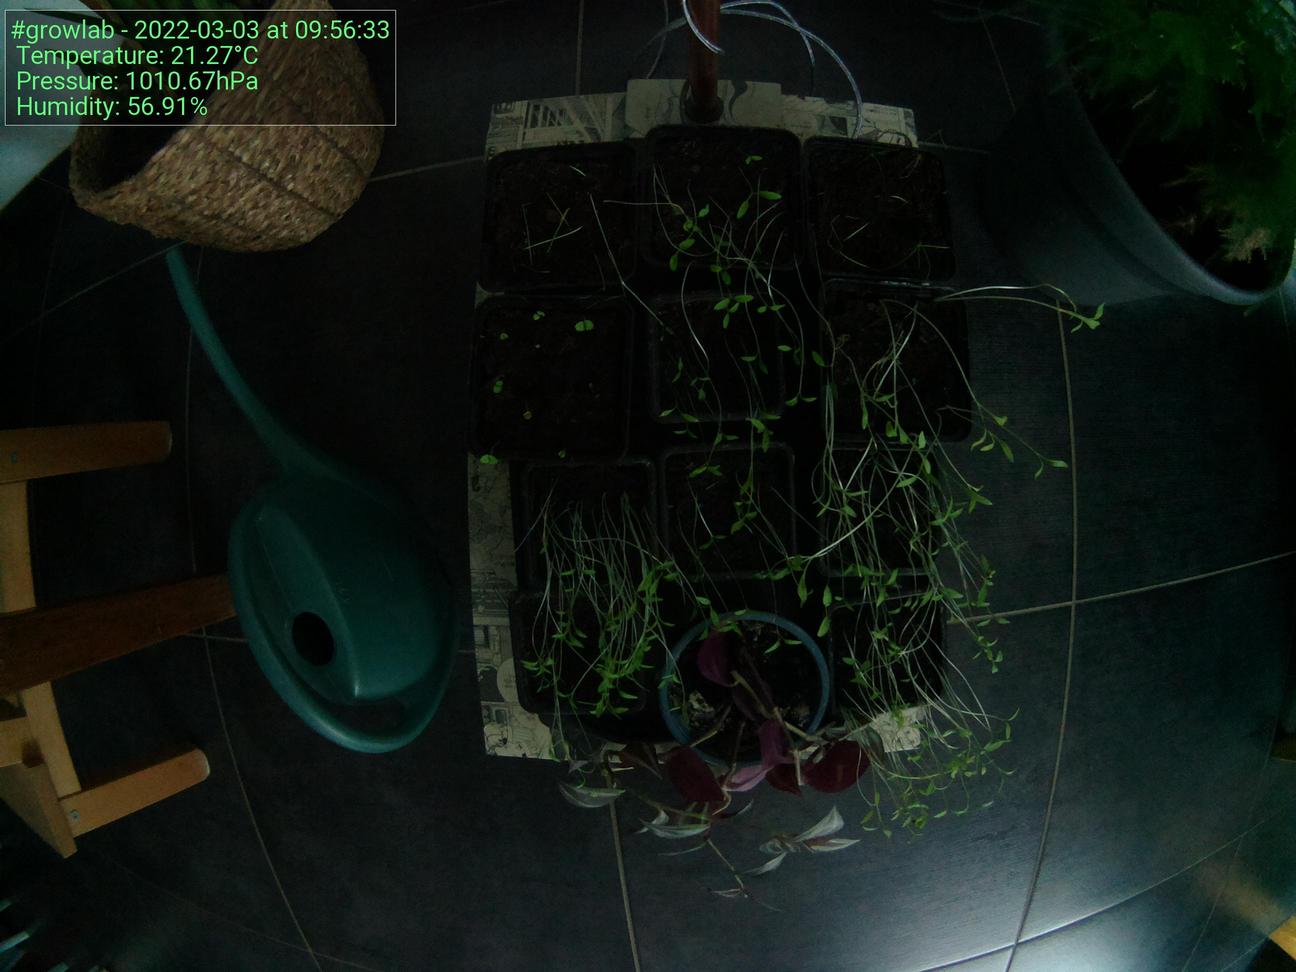 #growlab - 2022-03-03 at 09:56:33
Temperature: 21.27°C
Pressure: 1010.67hPa
Humidity: 56.91%